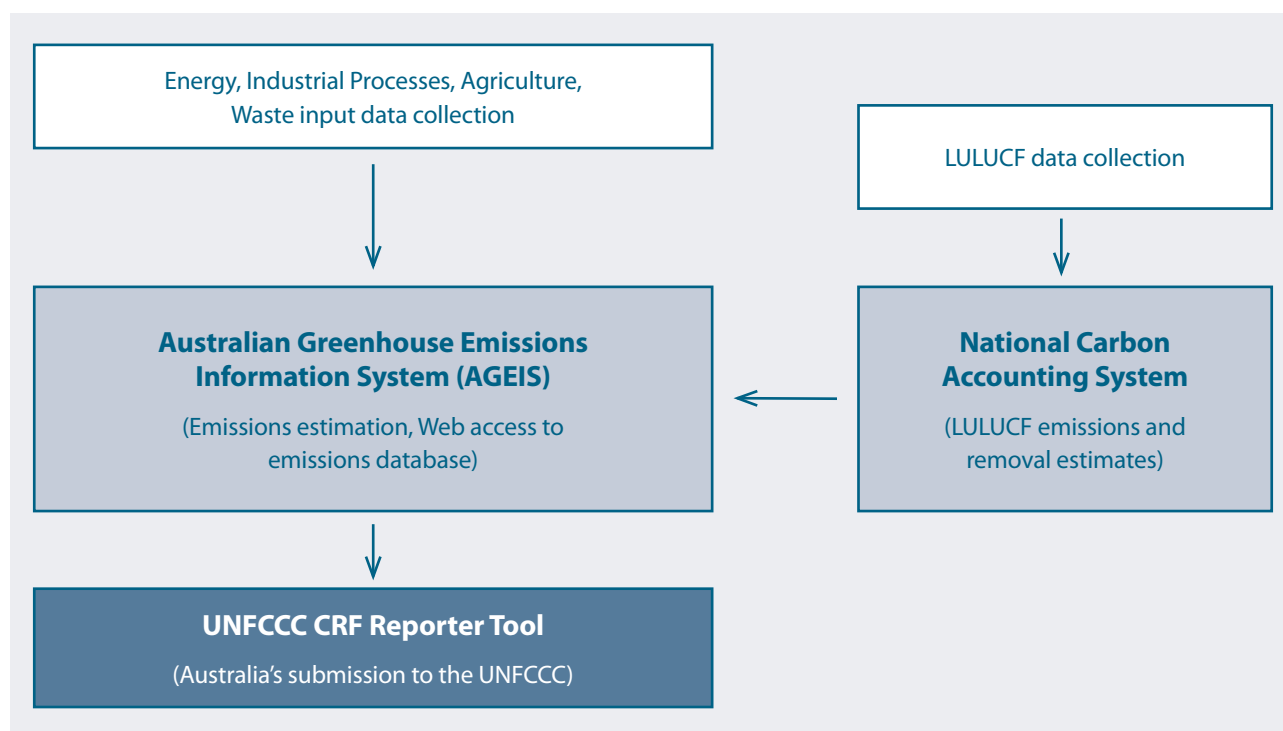 Energy, Industrial Processes, Agriculture,
Waste input data collection
LULUCF data collection
Australian Greenhouse Emissions
Information System (AGEIS)
(Emissions estimation, Web access to
emissions database)
National Carbon
Accounting System
(LULUCF emissions and
removal estimates)
UNFCCC CRF Reporter Tool
(Australia’s submission to the UNFCCC)